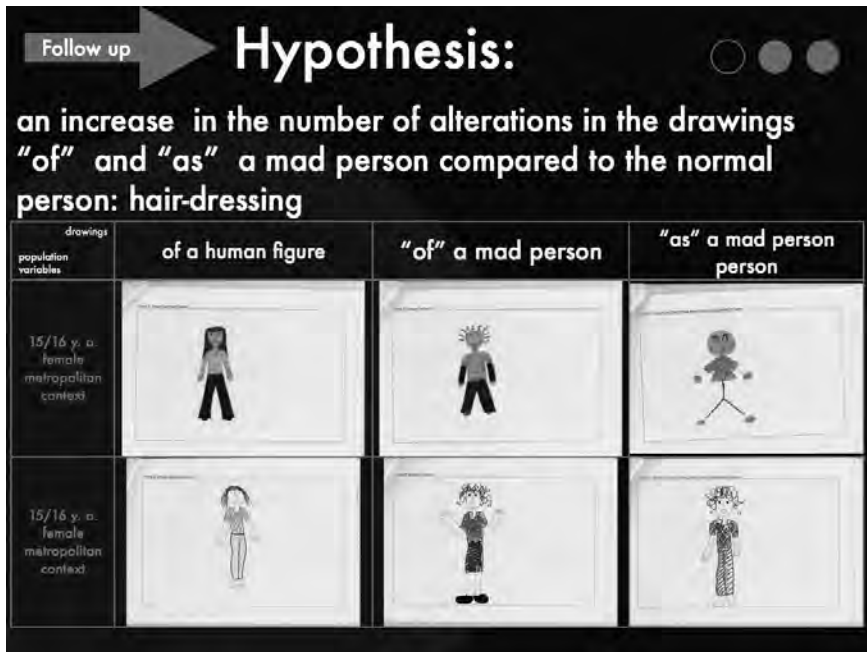 Follow up
Hypothesis:
an increase in the number of alterations in the drawings
“of” and “as” a mad person compared to the normal
person: hair-dressing
drawings
population
variables
of a human figure
“of” a mad person
“as” a mad person
person
15/16 y. o.
female
metropolitan
context
15/16 y. o.
female
metropolitan
context